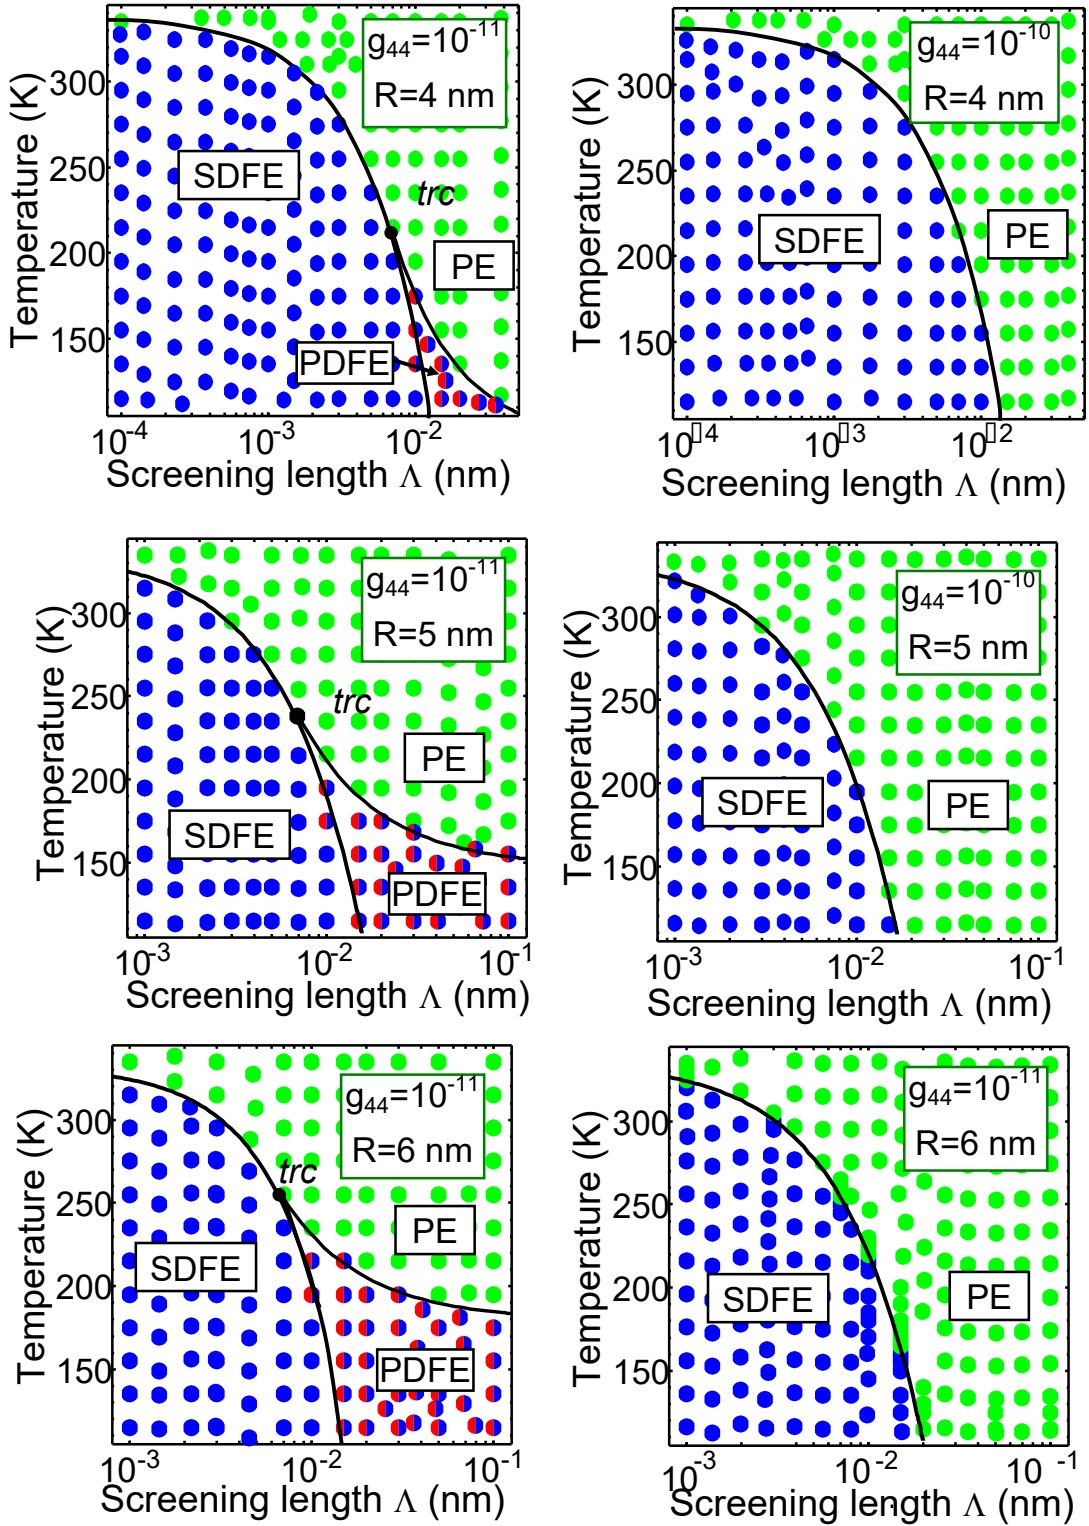 g₄₄=10⁻¹¹
R=4 nm
300
250
200
150
Temperature (K)
SDFE
trc
PE
PDFE
10⁻⁴ 10⁻³ 10⁻²
Screening length Λ (nm)
g₄₄=10⁻¹⁰
R=4 nm
300
250
200
150
Temperature (K)
SDFE
PE
10▯4 10▯3 10▯2
Screening length Λ (nm)
g₄₄=10⁻¹¹
R=5 nm
300
250
200
150
Temperature (K)
trc
PE
SDFE
PDFE
10⁻³ 10⁻² 10⁻¹
Screening length Λ (nm)
g₄₄=10⁻¹⁰
R=5 nm
300
250
200
150
Temperature (K)
SDFE
PE
10⁻³ 10⁻² 10⁻¹
Screening length Λ (nm)
g₄₄=10⁻¹¹
R=6 nm
300
250
200
150
Temperature (K)
trc
PE
SDFE
PDFE
10⁻³ 10⁻² 10⁻¹
Screening length Λ (nm)
g₄₄=10⁻¹¹
R=6 nm
300
250
200
150
Temperature (K)
SDFE
PE
10⁻³ 10⁻² 10⁻¹
Screening length Λ (nm)